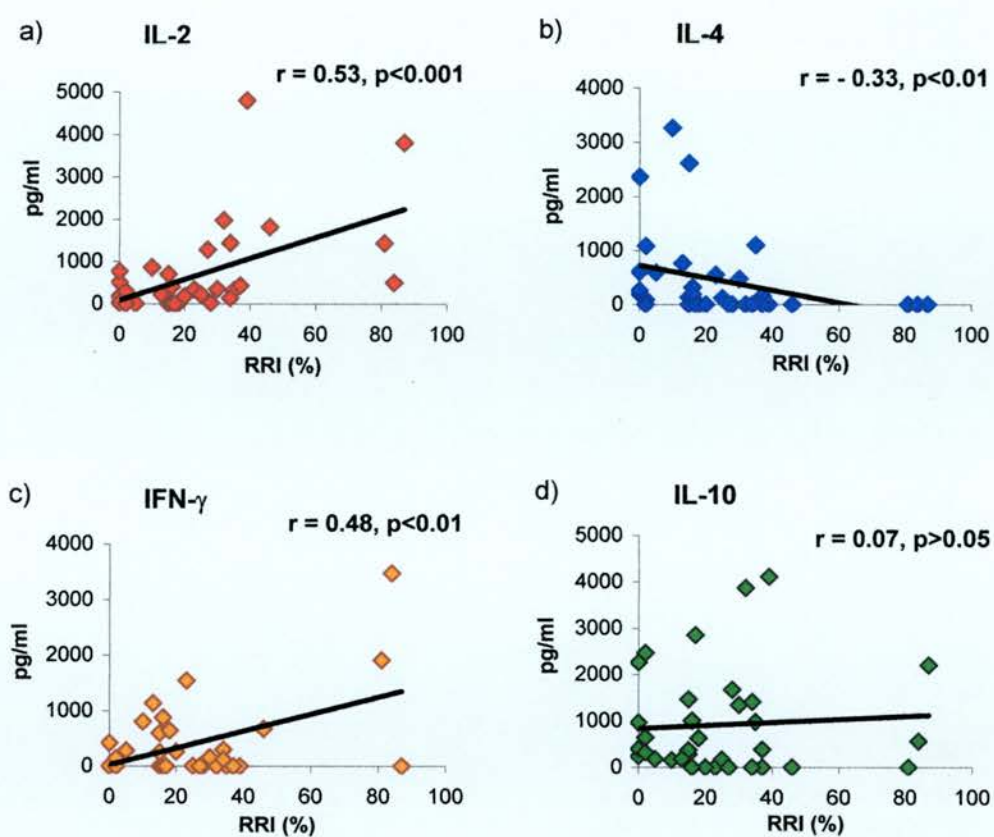 a) IL-2
r = 0.53, p<0.001
pg/ml
5000
4000
3000
2000
1000
0
0 20 40 60 80 100
RRI (%)
b) IL-4
r = - 0.33, p<0.01
pg/ml
4000
3000
2000
1000
0
0 20 40 60 80 100
RRI (%)
c) IFN-γ
r = 0.48, p<0.01
pg/ml
4000
3000
2000
1000
0
0 20 40 60 80 100
RRI (%)
d) IL-10
r = 0.07, p>0.05
pg/ml
5000
4000
3000
2000
1000
0
0 20 40 60 80 100
RRI (%)